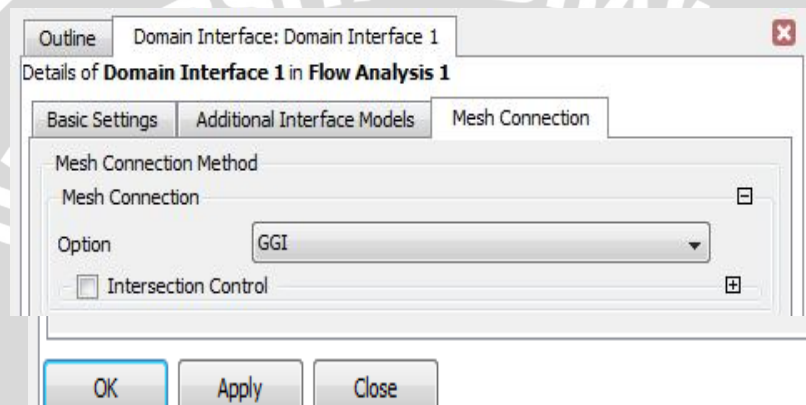 Outline Domain Interface: Domain Interface 1
Details of Domain Interface 1 in Flow Analysis 1
Basic Settings Additional Interface Models Mesh Connection
Mesh Connection Method
Mesh Connection
Option GGI
Intersection Control
OK Apply Close